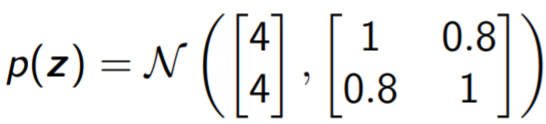 p(z) = 𝒩 ( [ 4 4 ] , [ 1 0.8 0.8 1 ] )